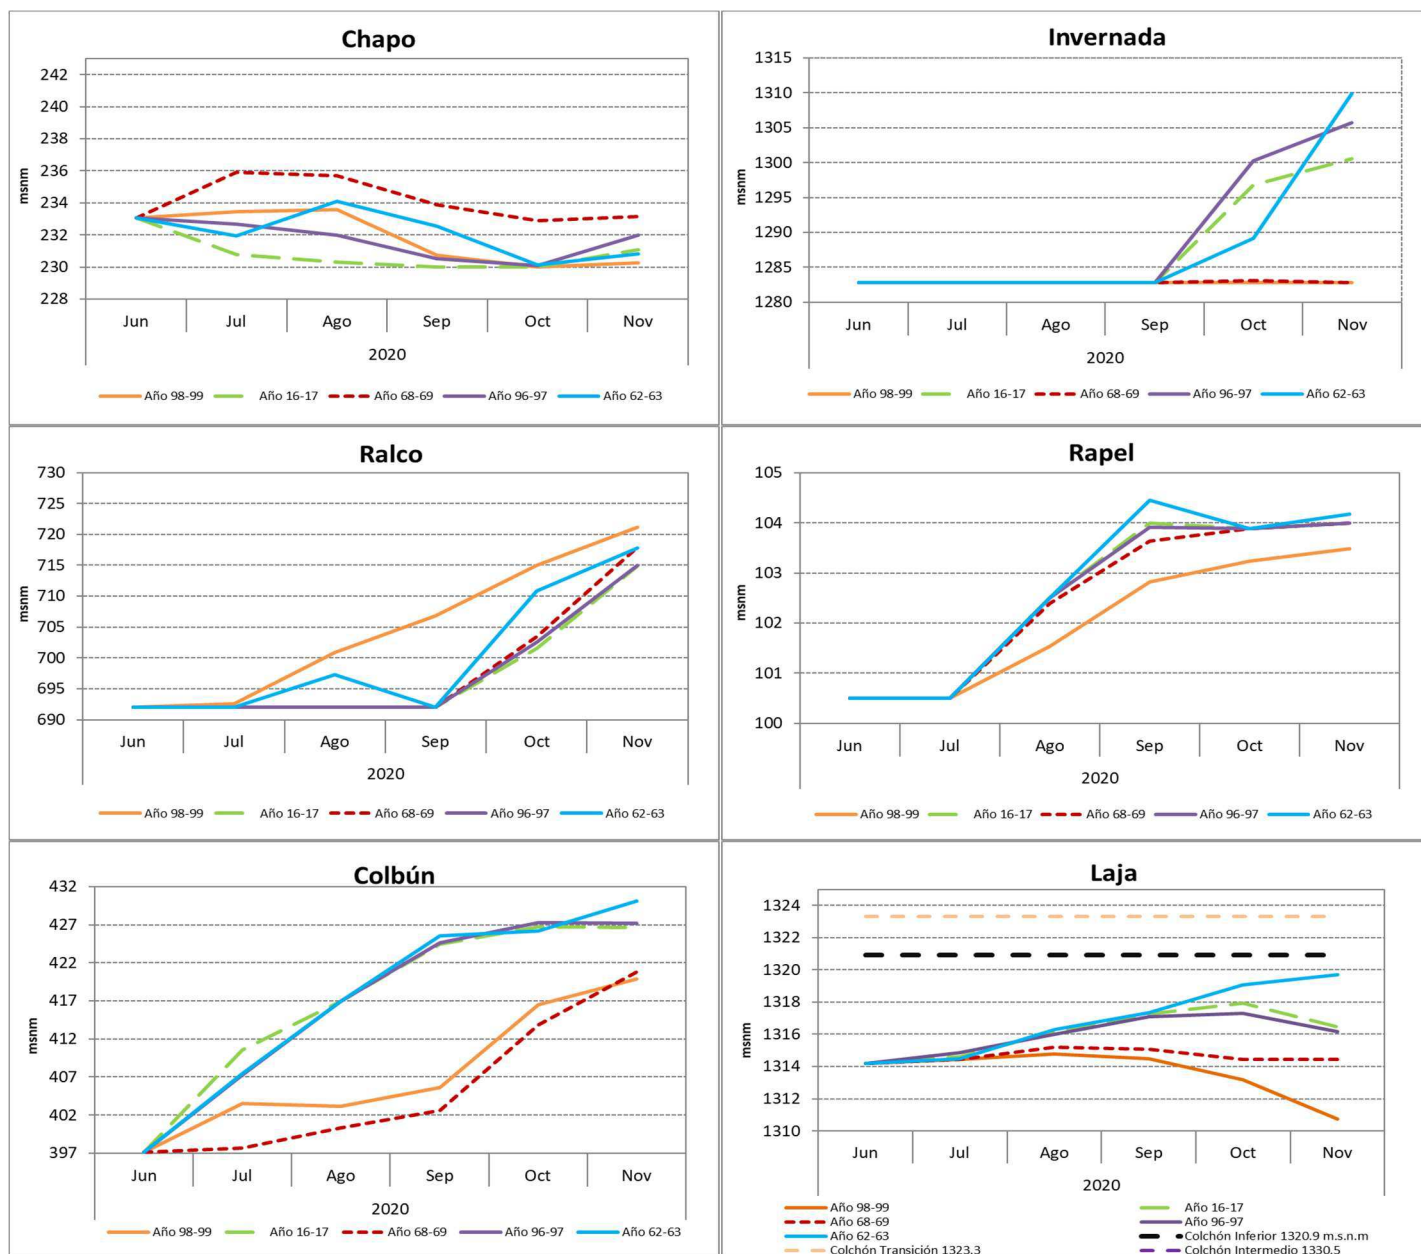 Chapo
242
240
238
236
234
232
230
228
msnm
Jun Jul Ago Sep Oct Nov
2020
Año 98-99 Año 16-17 Año 68-69 Año 96-97 Año 62-63
Invernada
1315
1310
1305
1300
1295
1290
1285
1280
msnm
Jun Jul Ago Sep Oct Nov
2020
Año 98-99 Año 16-17 Año 68-69 Año 96-97 Año 62-63
Ralco
730
725
720
715
710
705
700
695
690
msnm
Jun Jul Ago Sep Oct Nov
2020
Año 98-99 Año 16-17 Año 68-69 Año 96-97 Año 62-63
Rapel
105
104
103
102
101
100
msnm
Jun Jul Ago Sep Oct Nov
2020
Año 98-99 Año 16-17 Año 68-69 Año 96-97 Año 62-63
Colbún
432
427
422
417
412
407
402
397
msnm
Jun Jul Ago Sep Oct Nov
2020
Año 98-99 Año 16-17 Año 68-69 Año 96-97 Año 62-63
Laja
1324
1322
1320
1318
1316
1314
1312
1310
msnm
Jun Jul Ago Sep Oct Nov
2020
Año 98-99 Año 16-17
Año 68-69 Año 96-97
Año 62-63 Colchón Inferior 1320.9 m.s.n.m
Colchón Transición 1323.3 Colchón Intermedio 1330.5